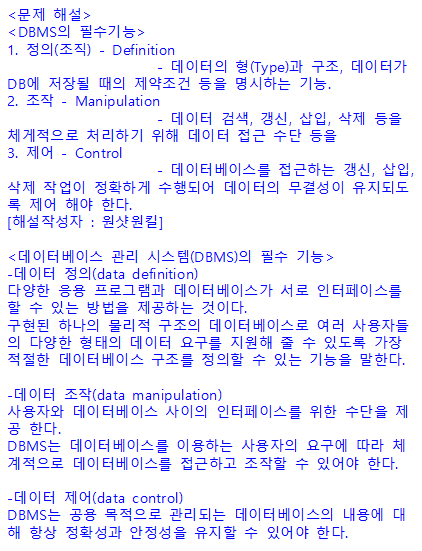 <문제 해설>
<DBMS의 필수기능>
1. 정의(조직) - Definition
- 데이터의 형(Type)과 구조, 데이터가
DB에 저장될 때의 제약조건 등을 명시하는 기능.
2. 조작 - Manipulation
- 데이터 검색, 갱신, 삽입, 삭제 등을
체게적으로 처리하기 위해 데이터 접근 수단 등을
3. 제어 - Control
- 데이터베이스를 접근하는 갱신, 삽입,
삭제 작업이 정확하게 수행되어 데이터의 무결성이 유지되도
록 제어 해야 한다.
[해설작성자 : 원샷원킬]
<데이터베이스 관리 시스템(DBMS)의 필수 기능>
-데이터 정의(data definition)
다양한 응용 프로그램과 데이터베이스가 서로 인터페이스를
할 수 있는 방법을 제공하는 것이다.
구현된 하나의 물리적 구조의 데이터베이스로 여러 사용자들
의 다양한 형태의 데이터 요구를 지원해 줄 수 있도록 가장
적절한 데이터베이스 구조를 정의할 수 있는 기능을 말한다.
-데이터 조작(data manipulation)
사용자와 데이터베이스 사이의 인터페이스를 위한 수단을 제
공 한다.
DBMS는 데이터베이스를 이용하는 사용자의 요구에 따라 체
계적으로 데이터베이스를 접근하고 조작할 수 있어야 한다.
-데이터 제어(data control)
DBMS는 공용 목적으로 관리되는 데이터베이스의 내용에 대
해 항상 정확성과 안정성을 유지할 수 있어야 한다.